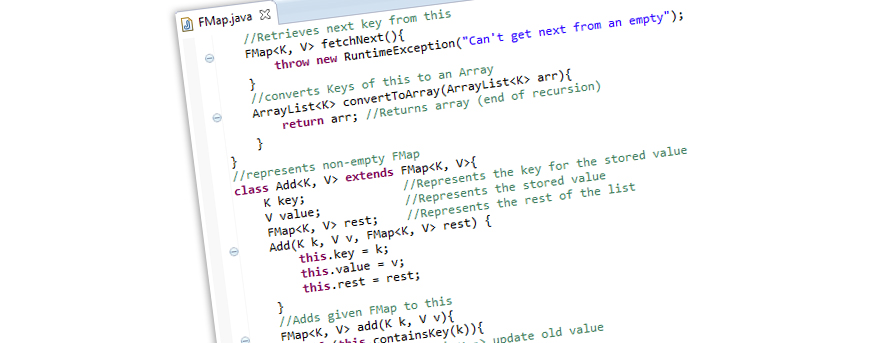 FMap.java
//Retrieves next key from this
FMap<K, V> fetchNext(){
throw new RuntimeException("Can't get next from an empty");
}
//converts Keys of this to an Array
ArrayList<K> convertToArray(ArrayList<K> arr){
return arr; //Returns array (end of recursion)
}
}
//represents non-empty FMap
class Add<K, V> extends FMap<K, V>{
K key; //Represents the key for the stored value
V value; //Represents the stored value
FMap<K, V> rest; //Represents the rest of the list
Add(K k, V v, FMap<K, V> rest) {
this.key = k;
this.value = v;
this.rest = rest;
}
//Adds given FMap to this
FMap<K, V> add(K k, V v){
(this.containsKey(k)){
update old value